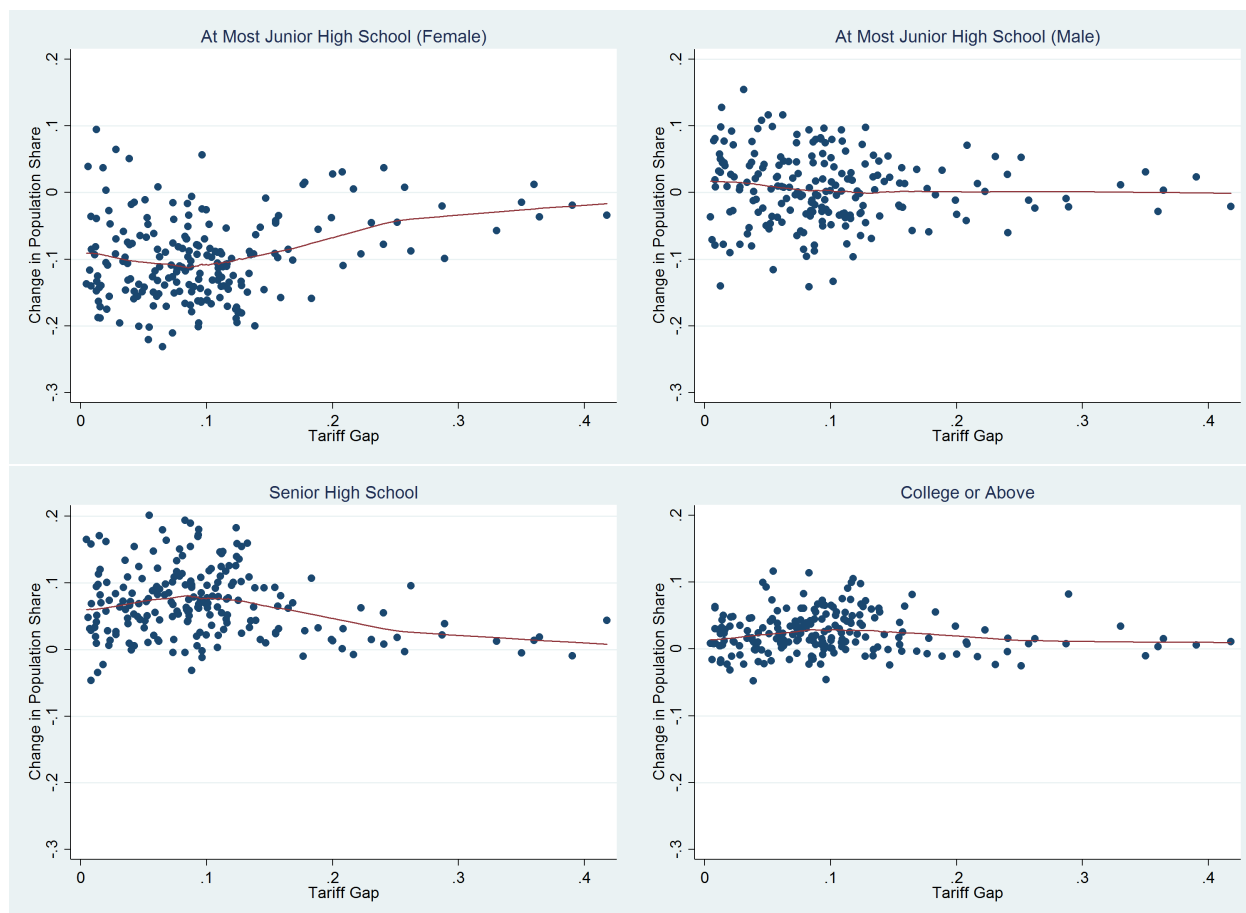 At Most Junior High School (Female)
Change in Population Share
.2
.1
0
-.1
-.2
-.3
0 .1 .2 .3 .4
Tariff Gap
At Most Junior High School (Male)
Change in Population Share
.2
.1
0
-.1
-.2
-.3
0 .1 .2 .3 .4
Tariff Gap
Senior High School
Change in Population Share
.2
.1
0
-.1
-.2
-.3
0 .1 .2 .3 .4
Tariff Gap
College or Above
Change in Population Share
.2
.1
0
-.1
-.2
-.3
0 .1 .2 .3 .4
Tariff Gap